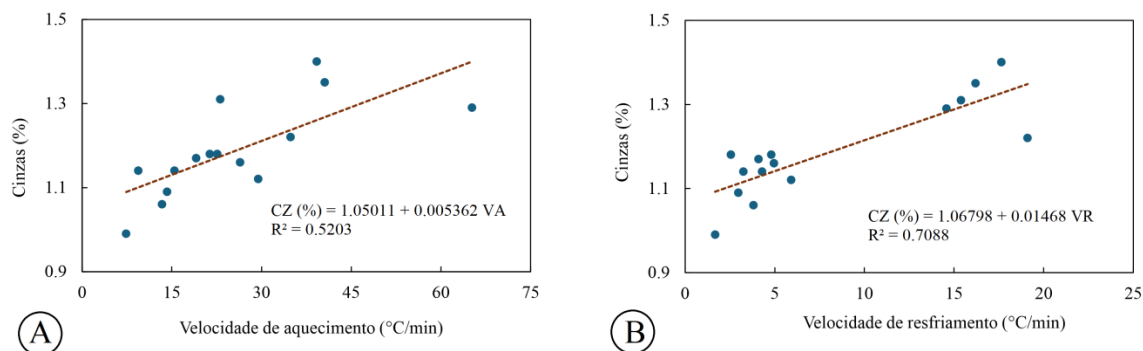 1.5
1.3
1.1
0.9
Cinzas (%)
CZ (%) = 1.05011 + 0.005362 VA
R² = 0.5203
0
15
30
45
60
75
Velocidade de aquecimento (°C/min)
A
1.5
1.3
1.1
0.9
Cinzas (%)
CZ (%) = 1.06798 + 0.01468 VR
R² = 0.7088
0
5
10
15
20
25
Velocidade de resfriamento (°C/min)
B